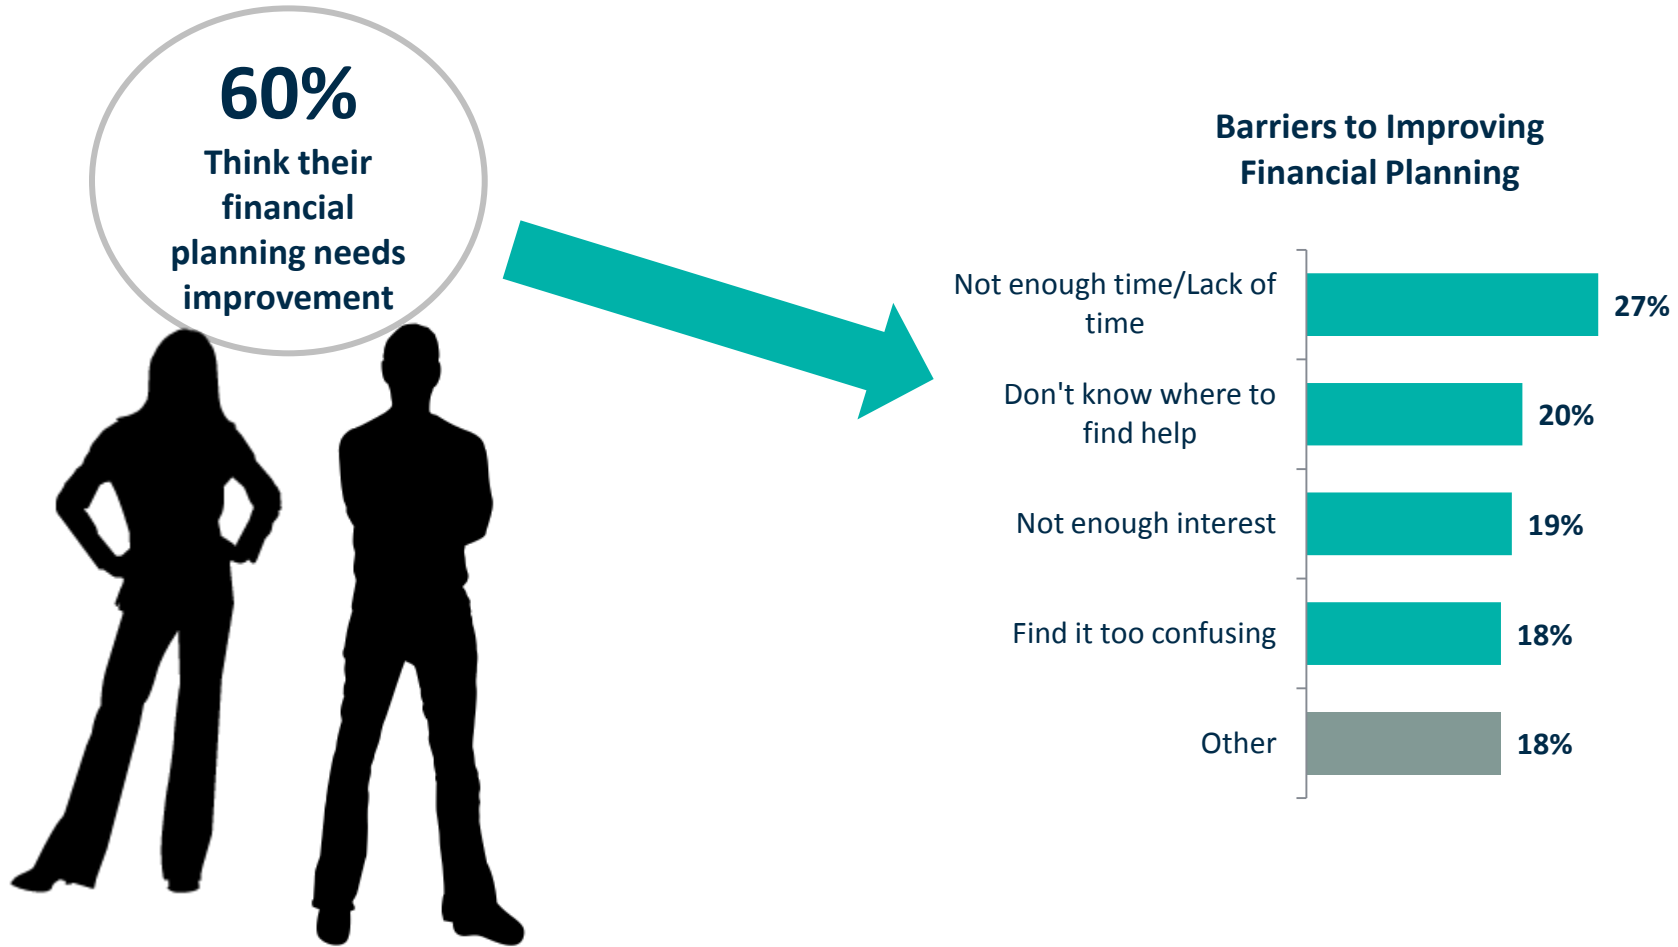 60%
Think their
financial
planning needs
improvement
Barriers to Improving
Financial Planning
Not enough time/Lack of
time
27%
Don't know where to
find help
20%
Not enough interest
19%
Find it too confusing
18%
Other
18%